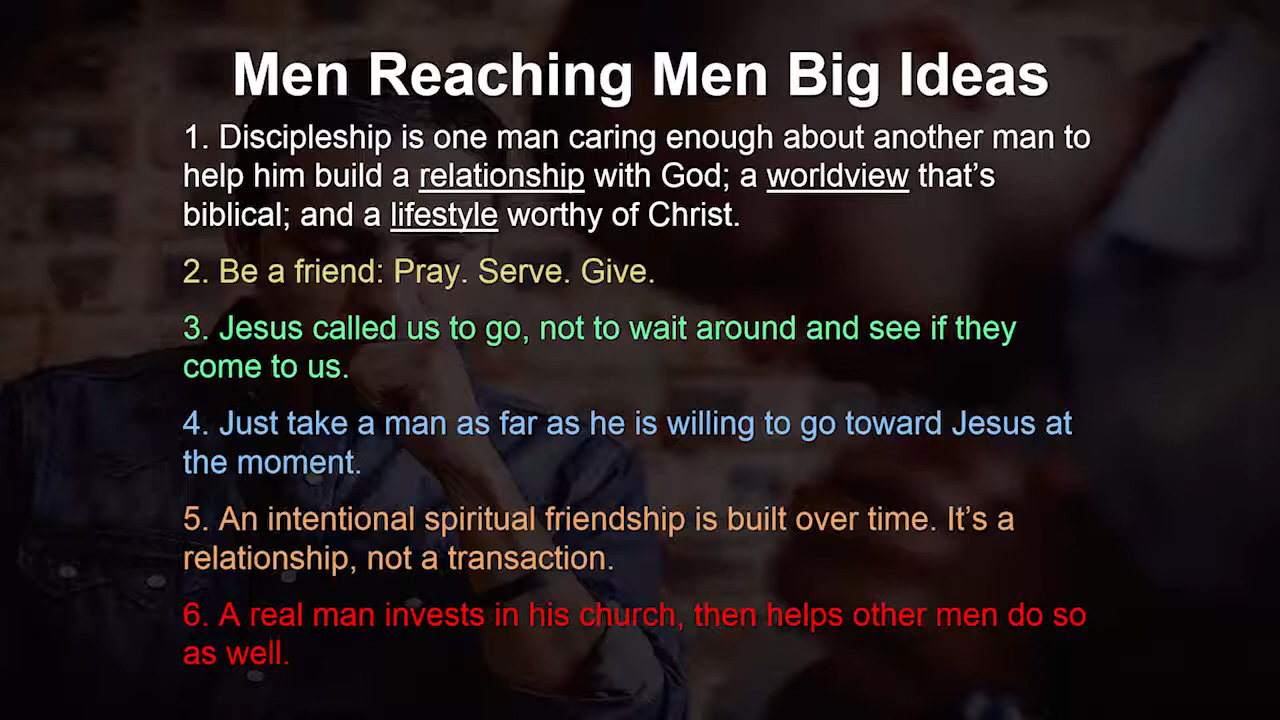 Men Reaching Men Big Ideas
1. Discipleship is one man caring enough about another man to
help him build a relationship with God; a worldview that’s
biblical; and a lifestyle worthy of Christ.
2. Be a friend: Pray. Serve. Give.
3. Jesus called us to go, not to wait around and see if they
come to us.
4. Just take a man as far as he is willing to go toward Jesus at
the moment.
5. An intentional spiritual friendship is built over time. It’s a
relationship, not a transaction.
6. A real man invests in his church, then helps other men do so
as well.